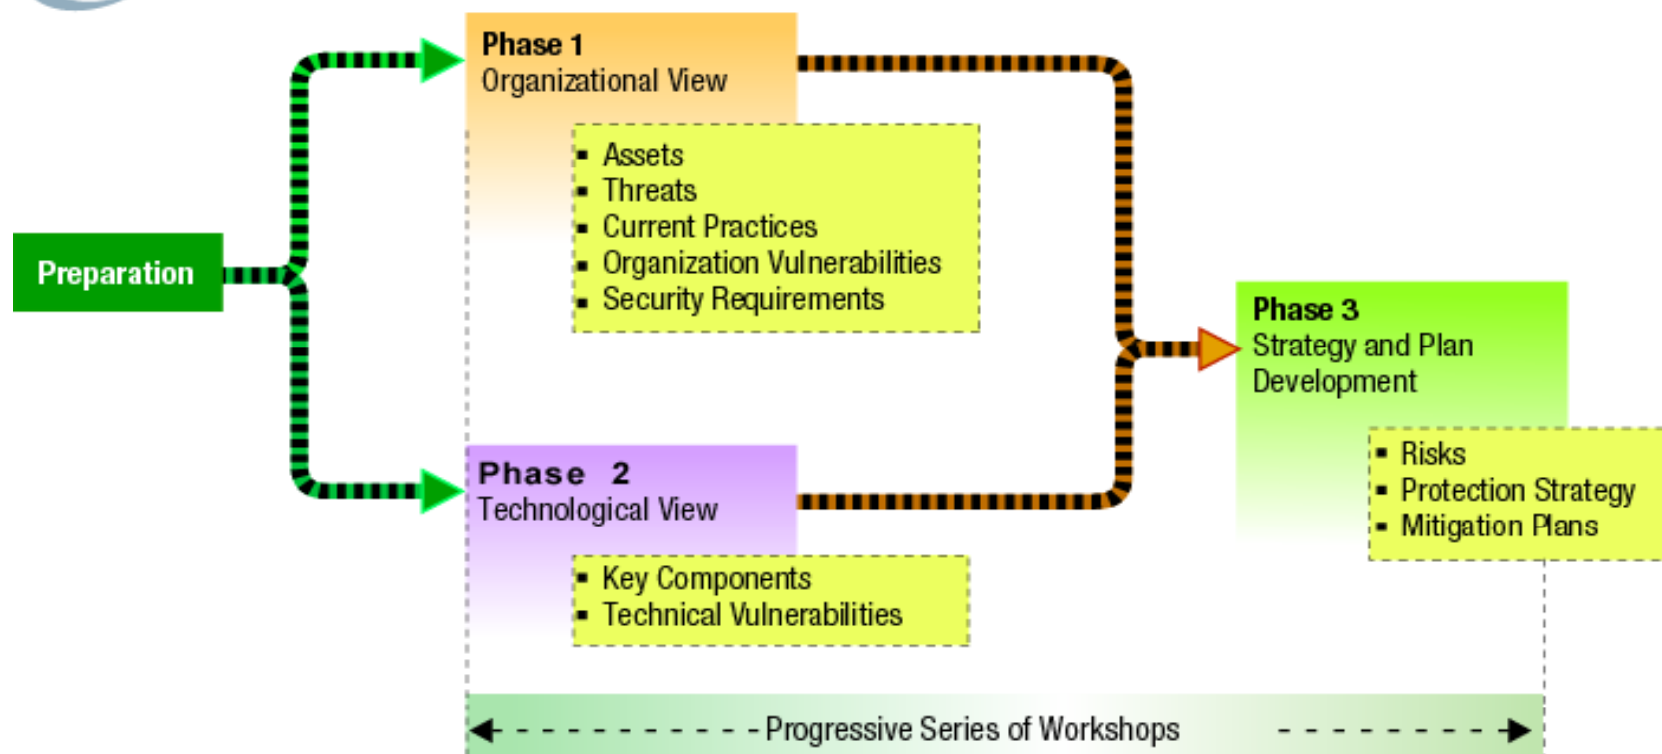 Phase 1
Organizational View
▪ Assets
▪ Threats
▪ Current Practices
▪ Organization Vulnerabilities
▪ Security Requirements
Preparation
Phase 3
Strategy and Plan
Development
▪ Risks
▪ Protection Strategy
▪ Mitigation Plans
Phase 2
Technological View
▪ Key Components
▪ Technical Vulnerabilities
Progressive Series of Workshops